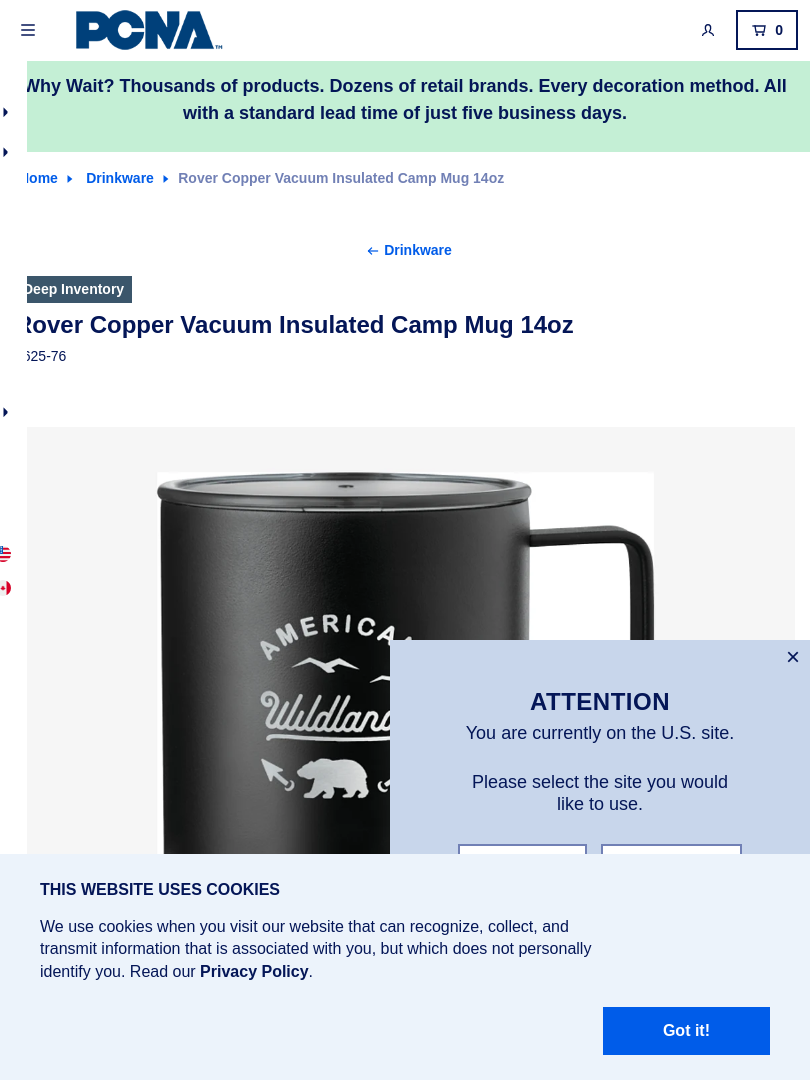 PCNA™
0
Why Wait? Thousands of products. Dozens of retail brands. Every decoration method. All
with a standard lead time of just five business days.
Home Drinkware Rover Copper Vacuum Insulated Camp Mug 14oz
← Drinkware
Deep Inventory
Rover Copper Vacuum Insulated Camp Mug 14oz
625-76
AMERICA
Wildlan
×
ATTENTION
You are currently on the U.S. site.
Please select the site you would
like to use.
THIS WEBSITE USES COOKIES
We use cookies when you visit our website that can recognize, collect, and
transmit information that is associated with you, but which does not personally
identify you. Read our Privacy Policy.
Got it!